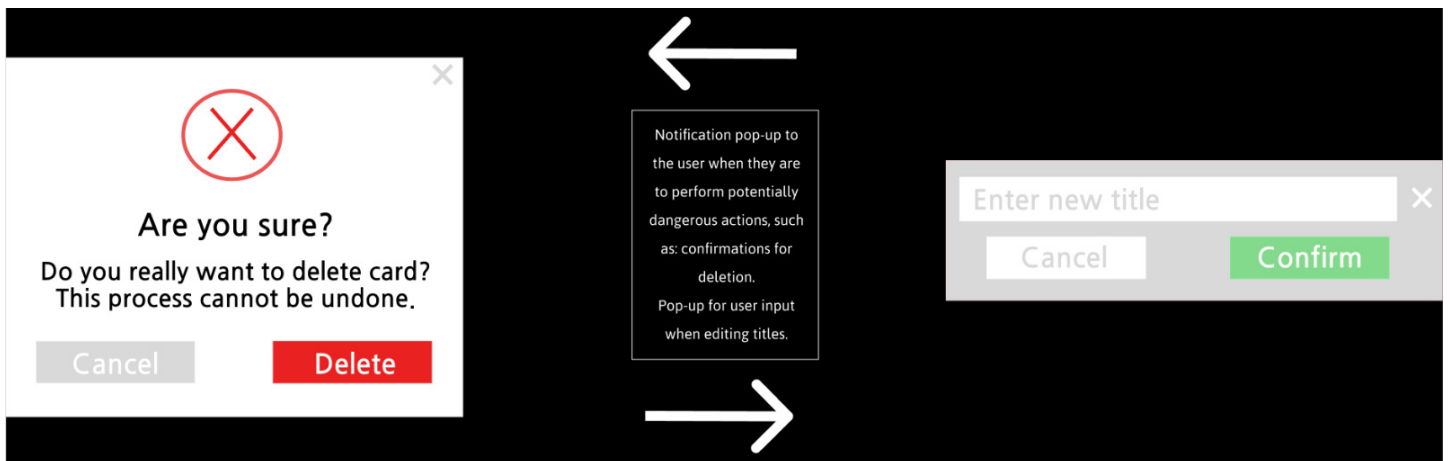 Are you sure?
Do you really want to delete card?
This process cannot be undone.
Cancel
Delete
Notification pop-up to
the user when they are
to perform potentially
dangerous actions, such
as: confirmations for
deletion.
Pop-up for user input
when editing titles.
Enter new title
Cancel
Confirm